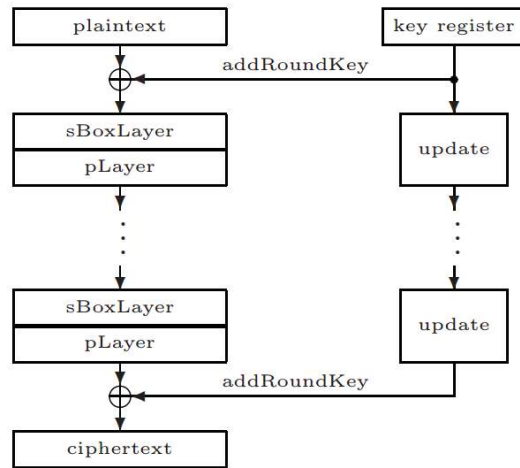 plaintext
key register
addRoundKey
sBoxLayer
pLayer
update
sBoxLayer
pLayer
update
addRoundKey
ciphertext